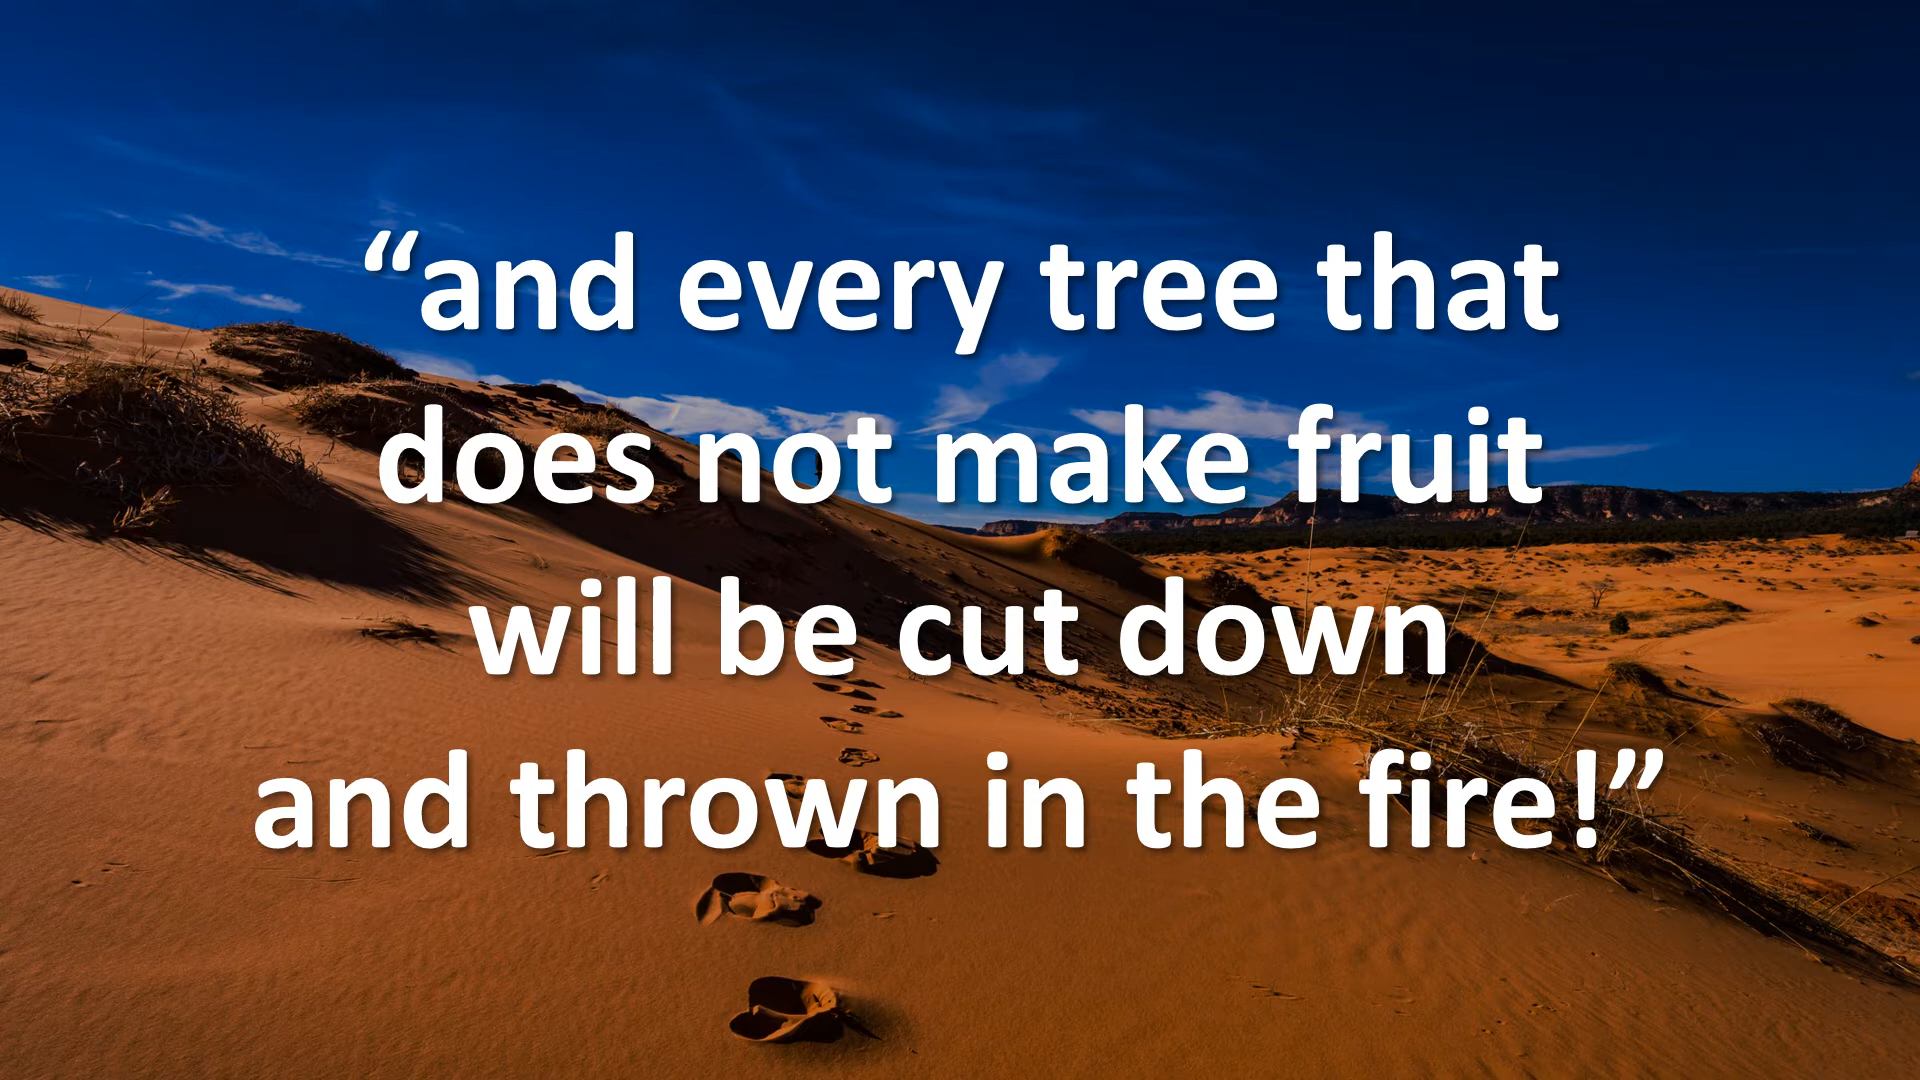 “and every tree that
does not make fruit
will be cut down
and thrown in the fire!”